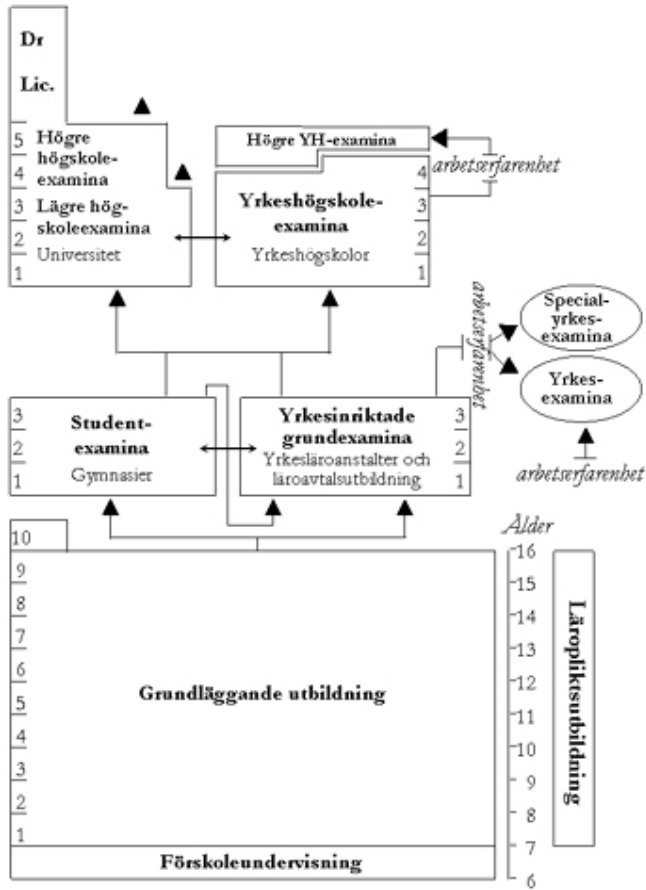 Dr
Lic.
5
4
3
2
1
Högre
högskole-
examina
Lägre hög-
skoleexamina
Universitet
Högre YH-examina
arbetserfarenhet
Yrkeshögskole-
examina
Yrkeshögskolor
4
3
2
1
arbetserfarenhet
Special-
yrkes-
examina
Yrkes-
examina
arbetserfarenhet
3
2
1
Student-
examina
Gymnasier
Yrkesinriktade
grundexamina
Yrkesläroanstalter och
läroavtalsutbildning
3
2
1
10
9
8
7
6
5
4
3
2
1
Grundläggande utbildning
Förskoleundervisning
Ålder
16
15
14
13
12
11
10
9
8
7
6
Läropliktsutbildning